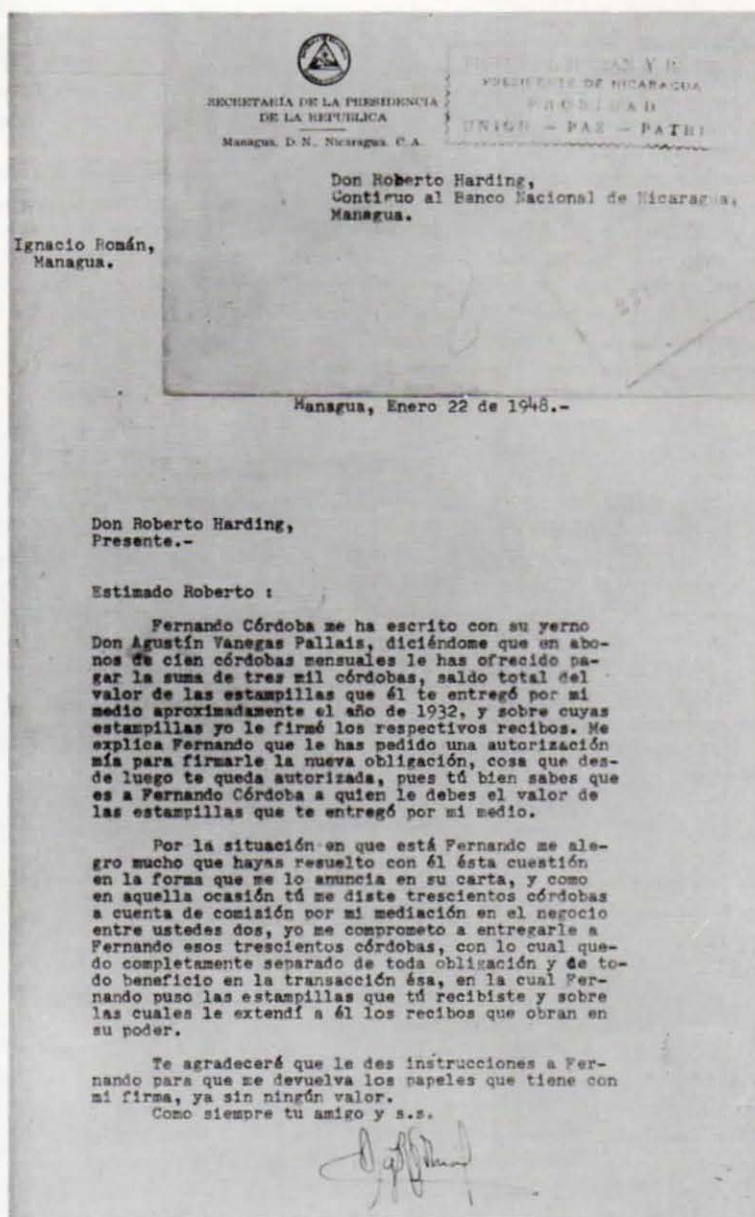 SECRETARÍA DE LA PRESIDENCIA
DE LA REPUBLICA
Managua, D. N., Nicaragua, C. A.
PRESIDENTE DE NICARAGUA
PROBIDAD
UNION - PAZ - PATRI
Don Roberto Harding,
Contiguo al Banco Nacional de Nicaragua,
Managua.
Ignacio Román,
Managua.
Managua, Enero 22 de 1948.-
Don Roberto Harding,
Presente.-
Estimado Roberto :
Fernando Córdoba me ha escrito con su yerno
Don Agustín Vanegas Pallais, diciéndome que en abo-
nos de cien córdobas mensuales le has ofrecido pa-
gar la suma de tres mil córdobas, saldo total del
valor de las estampillas que él te entregó por mi
medio aproximadamente el año de 1932, y sobre cuyas
estampillas yo le firmé los respectivos recibos. Me
explica Fernando que le has pedido una autorización
mía para firmarle la nueva obligación, cosa que des-
de luego te queda autorizada, pues tú bien sabes que
es a Fernando Córdoba a quien le debes el valor de
las estampillas que te entregó por mi medio.
Por la situación en que está Fernando me ale-
gro mucho que hayas resuelto con él ésta cuestión
en la forma que me lo anuncia en su carta, y como
en aquella ocasión tú me diste trescientos córdobas
a cuenta de comisión por mi mediación en el negocio
entre ustedes dos, yo me comprometo a entregarle a
Fernando esos trescientos córdobas, con lo cual que-
do completamente separado de toda obligación y de to-
do beneficio en la transacción ésa, en la cual Fer-
nando puso las estampillas que tú recibiste y sobre
las cuales le extendí a él los recibos que obran en
su poder.
Te agradeceré que le des instrucciones a Fer-
nando para que me devuelva los papeles que tiene con
mi firma, ya sin ningún valor.
Como siempre tu amigo y s.s.